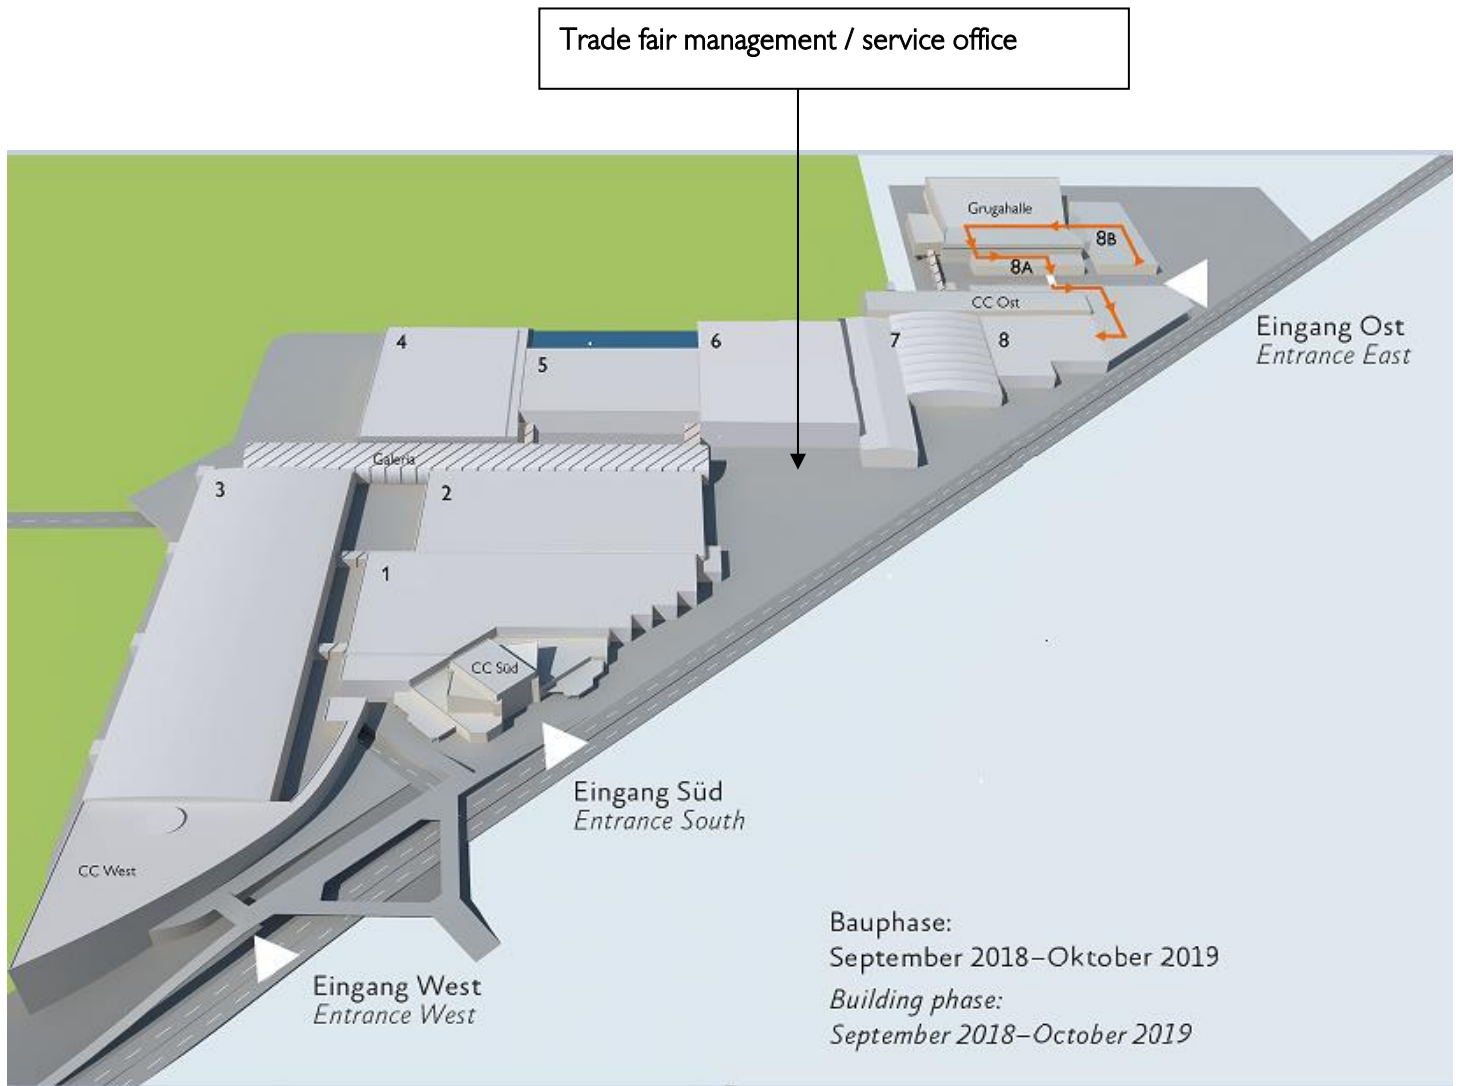 Trade fair management / service office
Grugahalle
8B
8A
CC Ost
Eingang Ost
Entrance East
4
5
6
7
8
Galeria
3
2
1
CC Süd
Eingang Süd
Entrance South
CC West
Eingang West
Entrance West
Bauphase:
September 2018–Oktober 2019
Building phase:
September 2018–October 2019